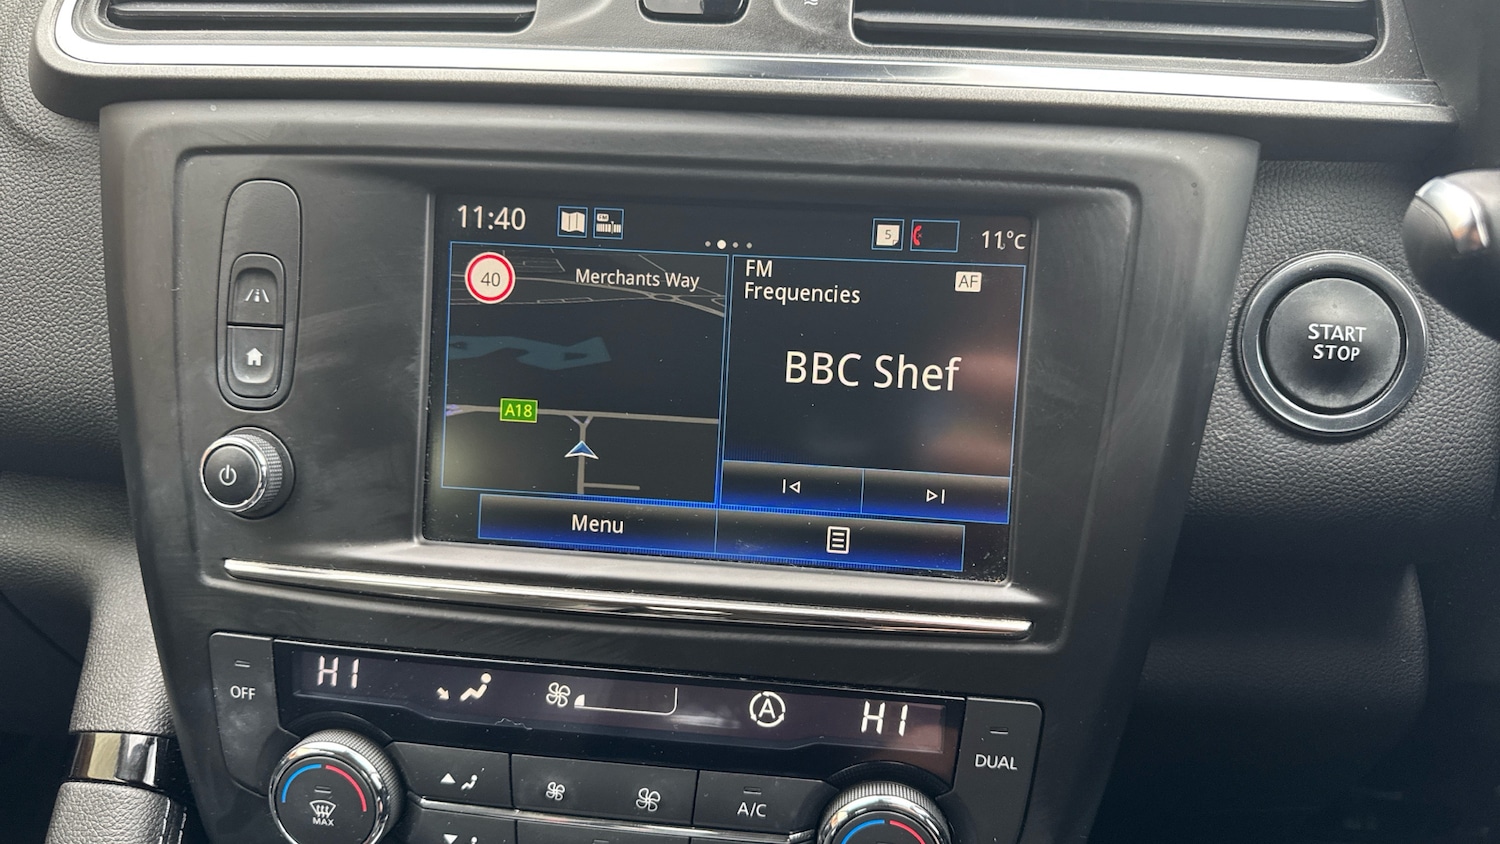 11:40
5
11°C
40
Merchants Way
FM
Frequencies
AF
BBC Shef
A18
Menu
START
STOP
OFF
HI
A
HI
DUAL
MAX
A/C